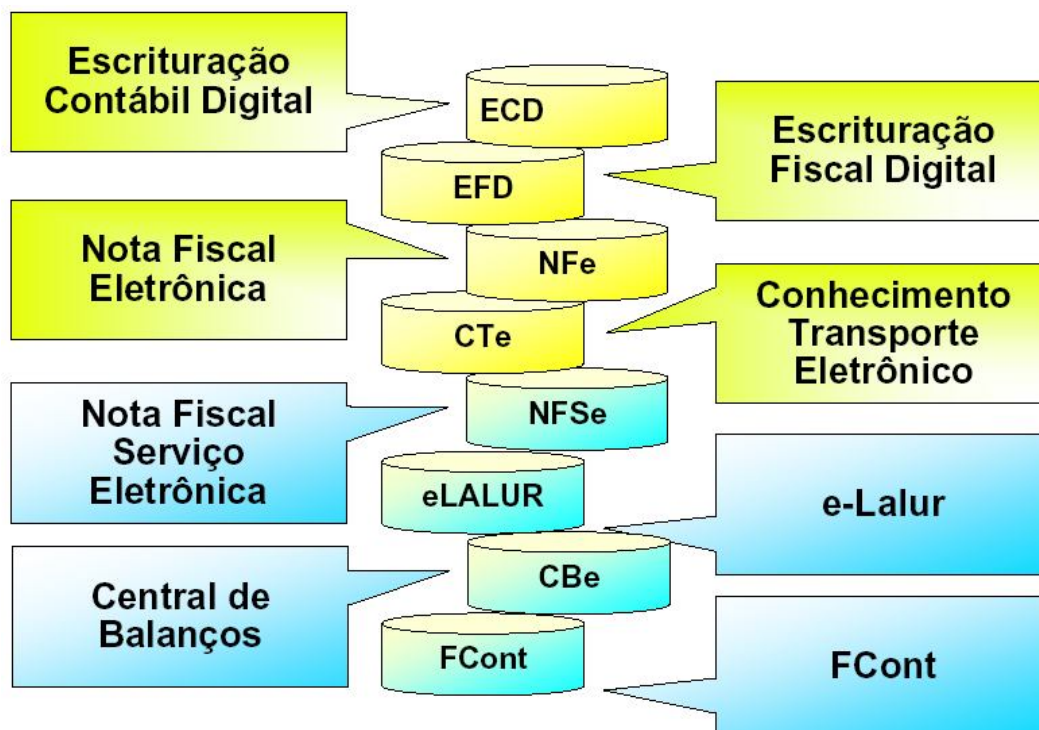 Escrituração
Contábil Digital
ECD
Escrituração
Fiscal Digital
EFD
Nota Fiscal
Eletrônica
NFe
Conhecimento
Transporte
Eletrônico
CTe
Nota Fiscal
Serviço
Eletrônica
NFSe
eLALUR
e-Lalur
Central de
Balanços
CBe
FCont
FCont